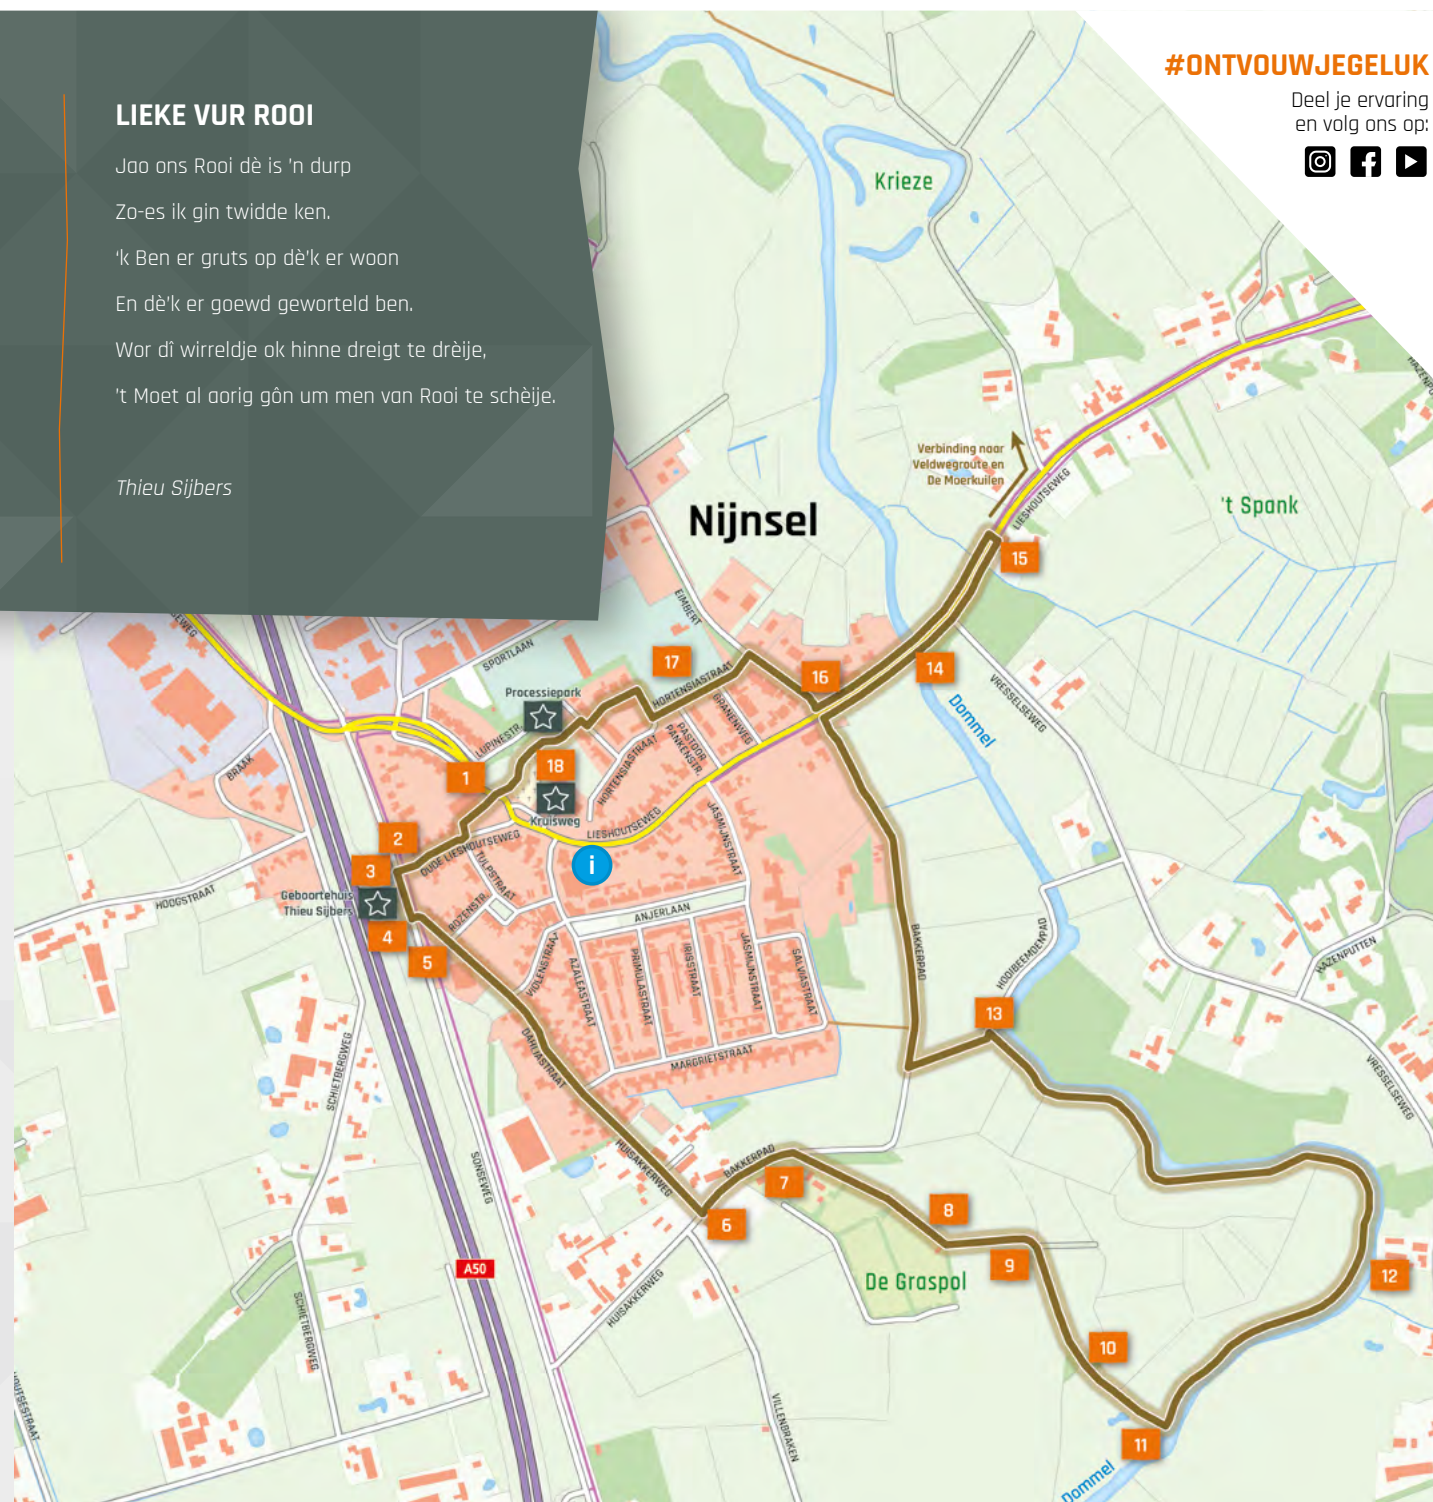 LIEKE VUR ROOI
Jao ons Rooi dè is 'n durp
Zo-es ik gin twidde ken.
'k Ben er gruts op dè'k er woon
En dè'k er goewd geworteld ben.
Wor dî wirreldje ok hinne dreigt te drèije,
't Moet al aorig gôn um men van Rooi te schèije.
Thieu Sijbers
#ONTVOUWJEGELUK
Deel je ervaring
en volg ons op:
Krieze
Verbinding naar
Veldwegroute en
De Moerkuilen
LIESHOUTSEWEG
't Spank
Nijnsel
15
EIMBERT
SPORTLAAN
17
HORTENSIASTRAAT
16
14
Processiepark
LUPINESTR.
GRANENWEG
PASTOOR
PANKENSTR.
VRESSELSEWEG
Dommel
BRAAK
1
18
HORTENSIASTRAAT
Kruisweg
LIESHOUTSEWEG
JASMIJNSTRAAT
2
OUDE LIESHOUTSEWEG
TULPSTRAAT
i
3
Geboortehuis
Thieu Sijbers
HOOGSTRAAT
ROZENSTR.
ANJERLAAN
4
5
VIOLENSTRAAT
AZALEASTRAAT
PRIMULASTRAAT
IRISSTRAAT
JASMIJNSTRAAT
SALVIASTRAAT
BAKKERPAD
HOOIBEEMDENPAD
HAZENPUTTEN
13
DAHLIASTRAAT
MARGRIETSTRAAT
SCHIETBERGWEG
VRESSELSEWEG
SONSEWEG
HUISAKKERWEG
BAKKERPAD
7
6
8
9
De Graspol
A50
12
HUISAKKERWEG
SCHIETBERGWEG
10
VILLENBRAKEN
11
Dommel